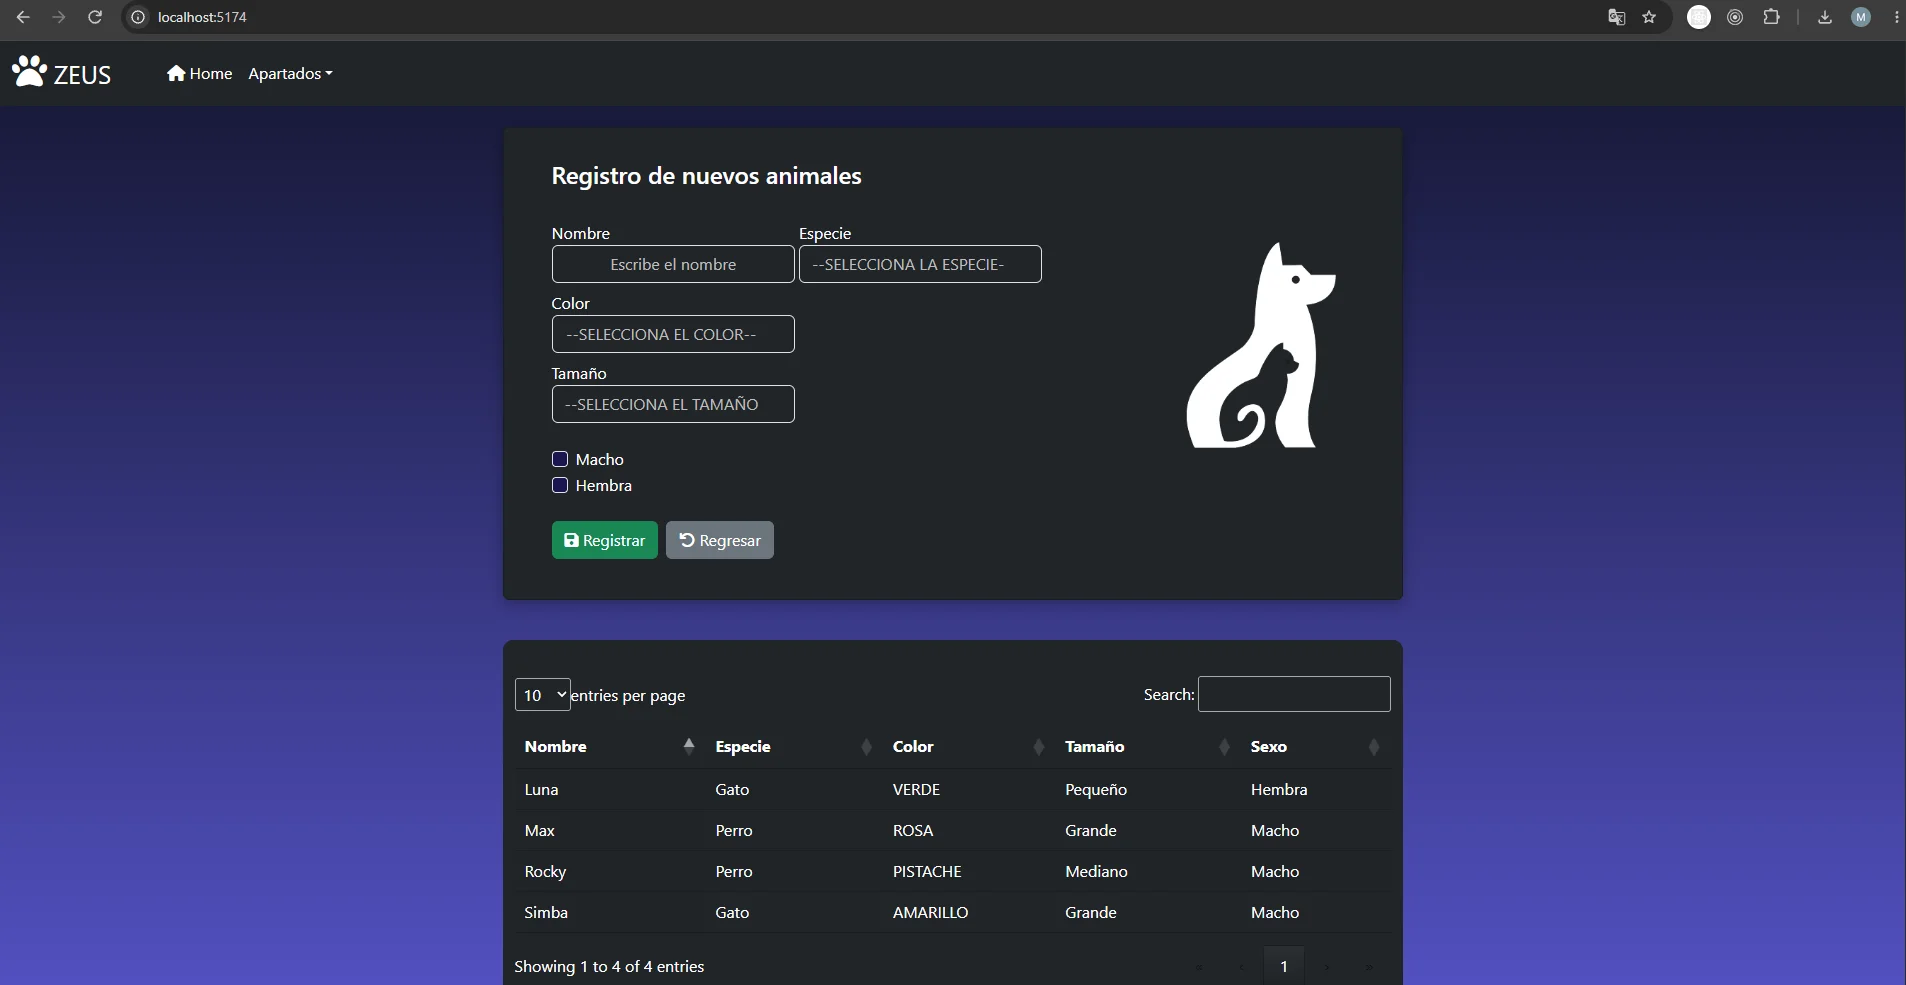 localhost:5174
M
ZEUS Home Apartados
Registro de nuevos animales
Nombre Especie
Escribe el nombre --SELECCIONA LA ESPECIE-
Color
--SELECCIONA EL COLOR--
Tamaño
--SELECCIONA EL TAMAÑO
Macho
Hembra
Registrar Regresar
10 entries per page Search:
Nombre Especie Color Tamaño Sexo
Luna Gato VERDE Pequeño Hembra
Max Perro ROSA Grande Macho
Rocky Perro PISTACHE Mediano Macho
Simba Gato AMARILLO Grande Macho
Showing 1 to 4 of 4 entries « ‹ 1 › »